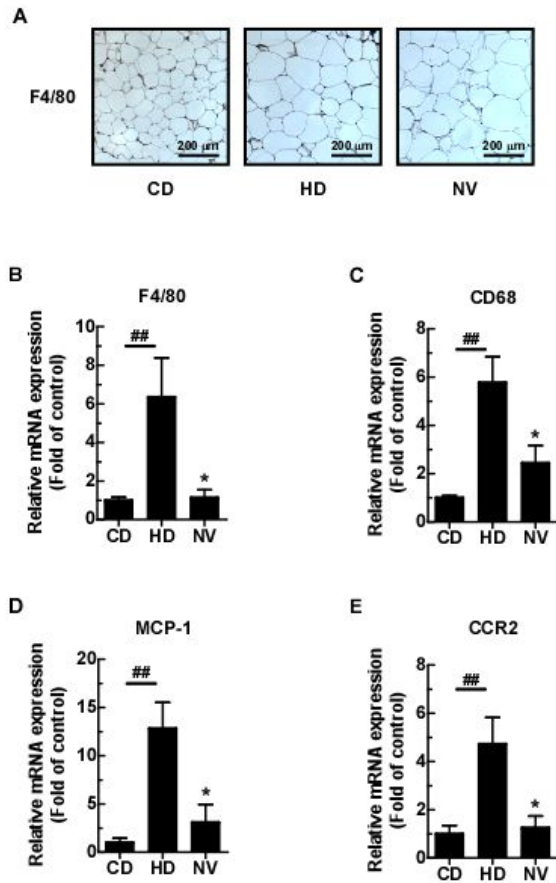 A
F4/80
200 μm
200 μm
200 μm
CD
HD
NV
B
F4/80
Relative mRNA expression
(Fold of control)
10
8
6
4
2
0
##
*
CD
HD
NV
C
CD68
Relative mRNA expression
(Fold of control)
8
6
4
2
0
##
*
CD
HD
NV
D
MCP-1
Relative mRNA expression
(Fold of control)
20
15
10
5
0
##
*
CD
HD
NV
E
CCR2
Relative mRNA expression
(Fold of control)
8
6
4
2
0
##
*
CD
HD
NV